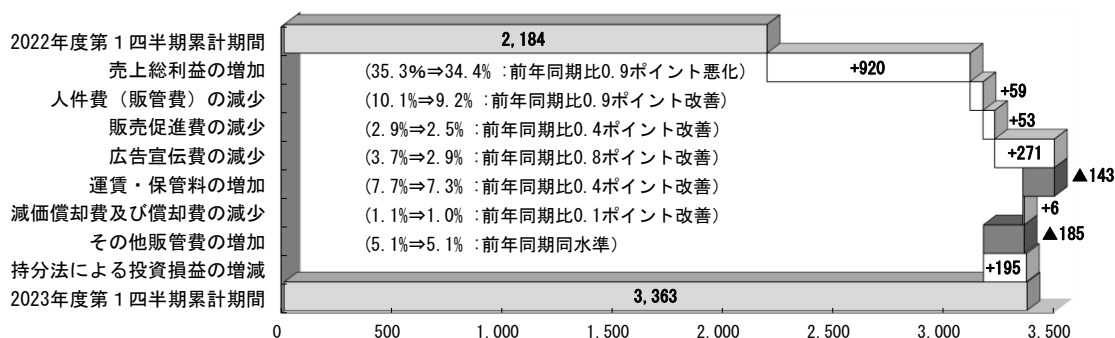 2022年度第１四半期累計期間 2,184
売上総利益の増加 (35.3%⇒34.4% :前年同期比0.9ポイント悪化) +920
人件費（販管費）の減少 (10.1%⇒9.2% :前年同期比0.9ポイント改善) +59
販売促進費の減少 (2.9%⇒2.5% :前年同期比0.4ポイント改善) +53
広告宣伝費の減少 (3.7%⇒2.9% :前年同期比0.8ポイント改善) +271
運賃・保管料の増加 (7.7%⇒7.3% :前年同期比0.4ポイント改善) ▲143
減価償却費及び償却費の減少 (1.1%⇒1.0% :前年同期比0.1ポイント改善) +6
その他販管費の増加 (5.1%⇒5.1% :前年同期同水準) ▲185
持分法による投資損益の増減 +195
2023年度第１四半期累計期間 3,363
0 500 1.000 1.500 2.000 2.500 3.000 3.500